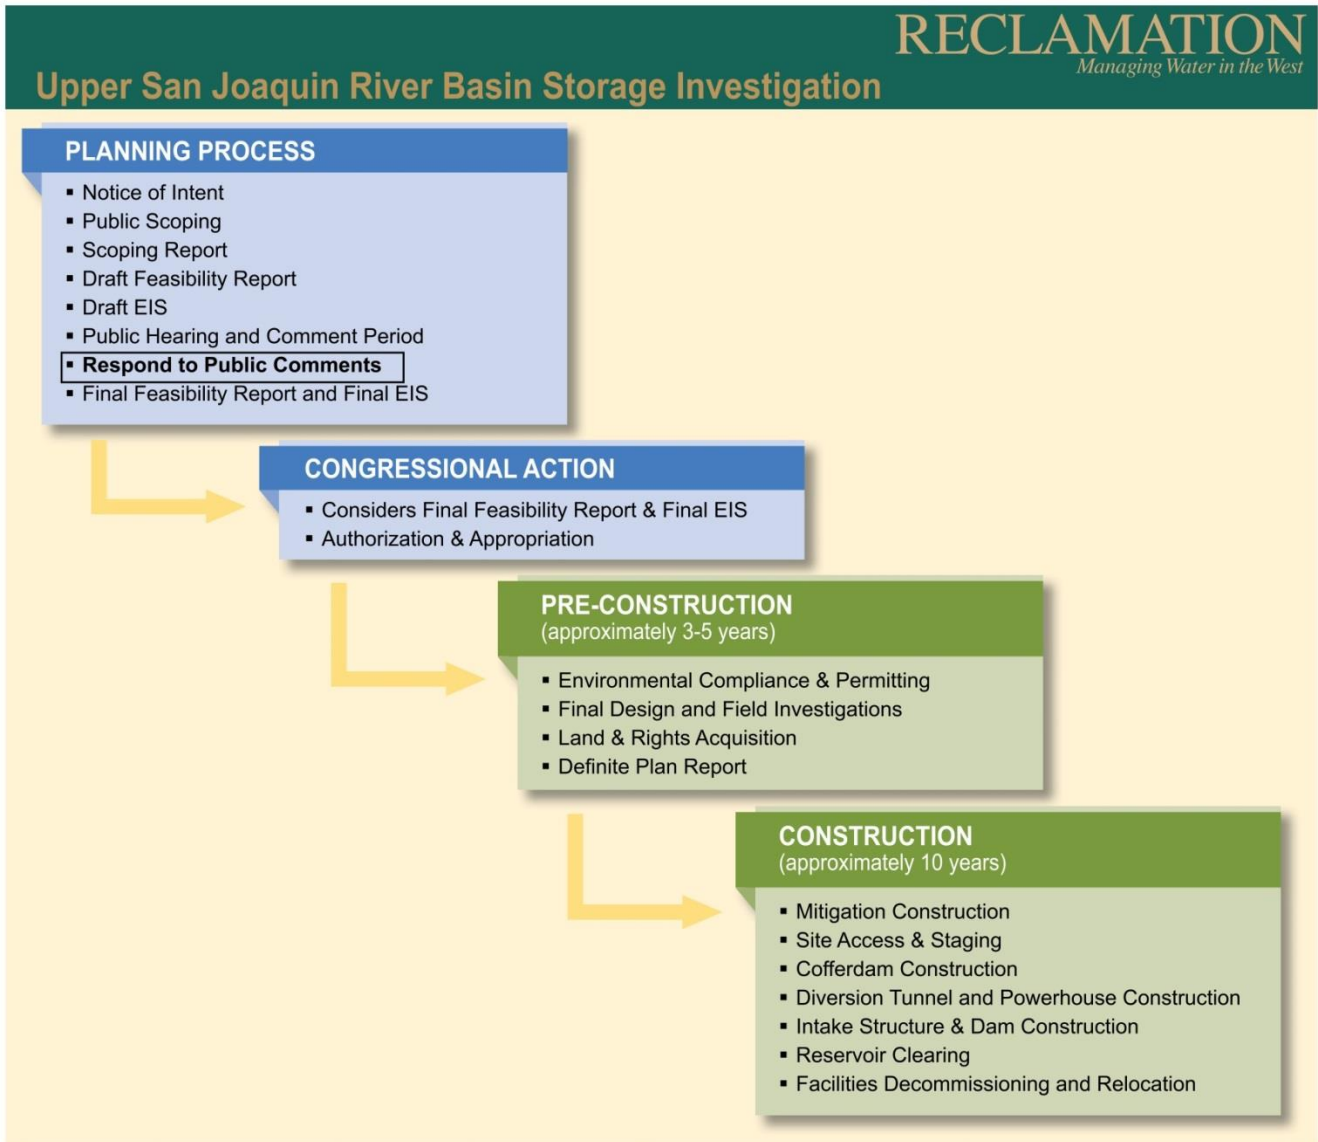 RECLAMATION
Managing Water in the West
Upper San Joaquin River Basin Storage Investigation
PLANNING PROCESS
▪ Notice of Intent
▪ Public Scoping
▪ Scoping Report
▪ Draft Feasibility Report
▪ Draft EIS
▪ Public Hearing and Comment Period
▪ Respond to Public Comments
▪ Final Feasibility Report and Final EIS
CONGRESSIONAL ACTION
▪ Considers Final Feasibility Report & Final EIS
▪ Authorization & Appropriation
PRE-CONSTRUCTION
(approximately 3-5 years)
▪ Environmental Compliance & Permitting
▪ Final Design and Field Investigations
▪ Land & Rights Acquisition
▪ Definite Plan Report
CONSTRUCTION
(approximately 10 years)
▪ Mitigation Construction
▪ Site Access & Staging
▪ Cofferdam Construction
▪ Diversion Tunnel and Powerhouse Construction
▪ Intake Structure & Dam Construction
▪ Reservoir Clearing
▪ Facilities Decommissioning and Relocation